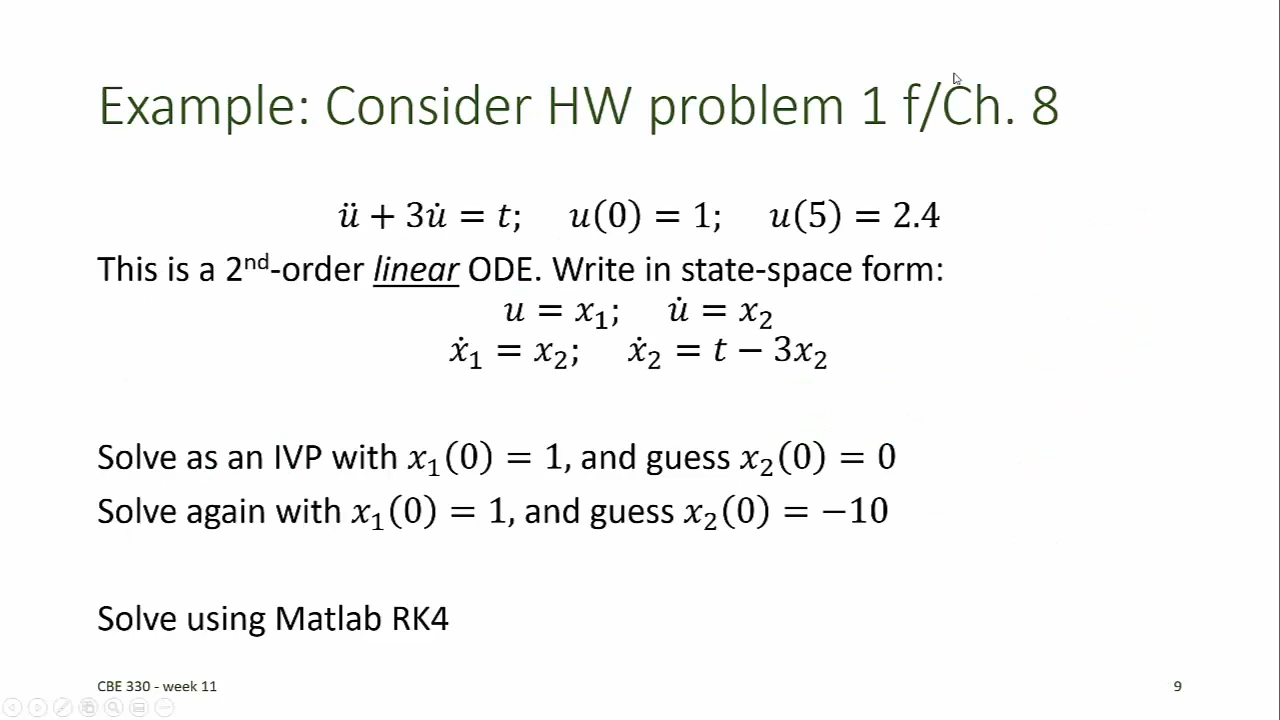 Example: Consider HW problem 1 f/Ch. 8
ü + 3u̇ = t; u(0) = 1; u(5) = 2.4
This is a 2ⁿᵈ-order linear ODE. Write in state-space form:
u = x₁; u̇ = x₂
ẋ₁ = x₂; ẋ₂ = t − 3x₂
Solve as an IVP with x₁(0) = 1, and guess x₂(0) = 0
Solve again with x₁(0) = 1, and guess x₂(0) = −10
Solve using Matlab RK4
CBE 330 - week 11
9